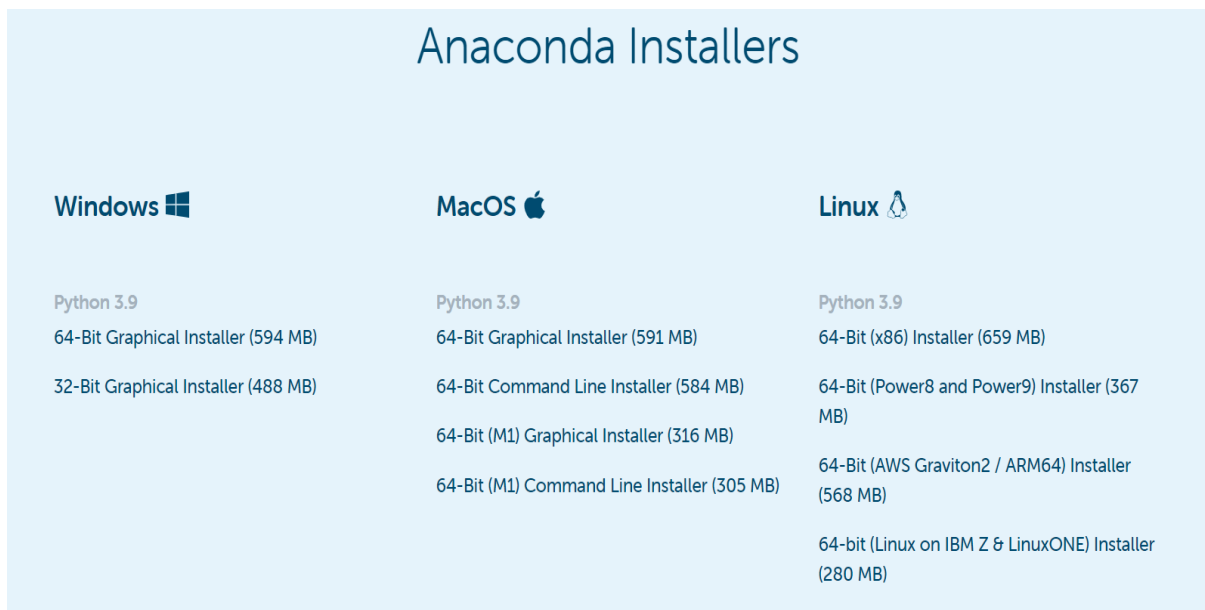 Anaconda Installers
Windows
Python 3.9
64-Bit Graphical Installer (594 MB)
32-Bit Graphical Installer (488 MB)
MacOS
Python 3.9
64-Bit Graphical Installer (591 MB)
64-Bit Command Line Installer (584 MB)
64-Bit (M1) Graphical Installer (316 MB)
64-Bit (M1) Command Line Installer (305 MB)
Linux
Python 3.9
64-Bit (x86) Installer (659 MB)
64-Bit (Power8 and Power9) Installer (367
MB)
64-Bit (AWS Graviton2 / ARM64) Installer
(568 MB)
64-bit (Linux on IBM Z & LinuxONE) Installer
(280 MB)